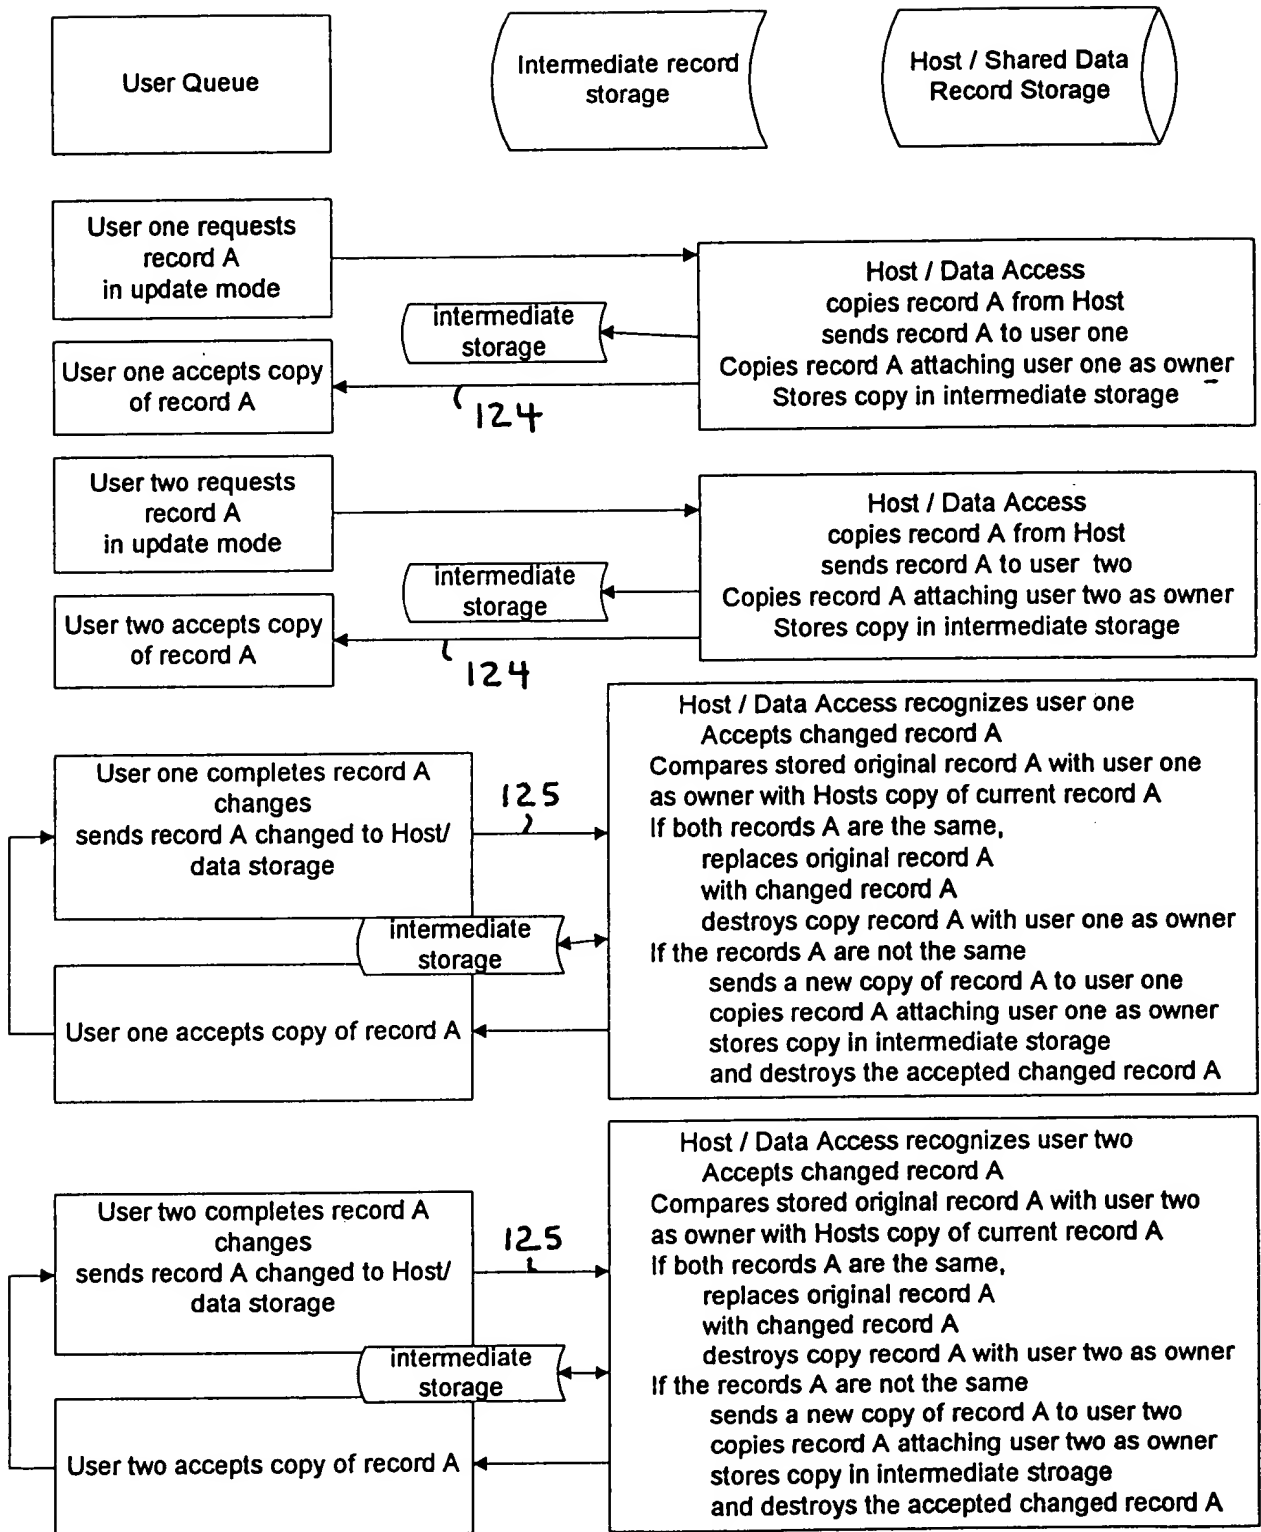 User Queue
Intermediate record
storage
Host / Shared Data
Record Storage
User one requests
record A
in update mode
Host / Data Access
copies record A from Host
sends record A to user one
Copies record A attaching user one as owner
Stores copy in intermediate storage
intermediate
storage
User one accepts copy
of record A
124
User two requests
record A
in update mode
Host / Data Access
copies record A from Host
sends record A to user two
Copies record A attaching user two as owner
Stores copy in intermediate storage
intermediate
storage
User two accepts copy
of record A
124
User one completes record A
changes
sends record A changed to Host/
data storage
125
Host / Data Access recognizes user one
Accepts changed record A
Compares stored original record A with user one
as owner with Hosts copy of current record A
If both records A are the same,
replaces original record A
with changed record A
destroys copy record A with user one as owner
If the records A are not the same
sends a new copy of record A to user one
copies record A attaching user one as owner
stores copy in intermediate storage
and destroys the accepted changed record A
intermediate
storage
User one accepts copy of record A
User two completes record A
changes
sends record A changed to Host/
data storage
125
Host / Data Access recognizes user two
Accepts changed record A
Compares stored original record A with user two
as owner with Hosts copy of current record A
If both records A are the same,
replaces original record A
with changed record A
destroys copy record A with user two as owner
If the records A are not the same
sends a new copy of record A to user two
copies record A attaching user two as owner
stores copy in intermediate stroage
and destroys the accepted changed record A
intermediate
storage
User two accepts copy of record A